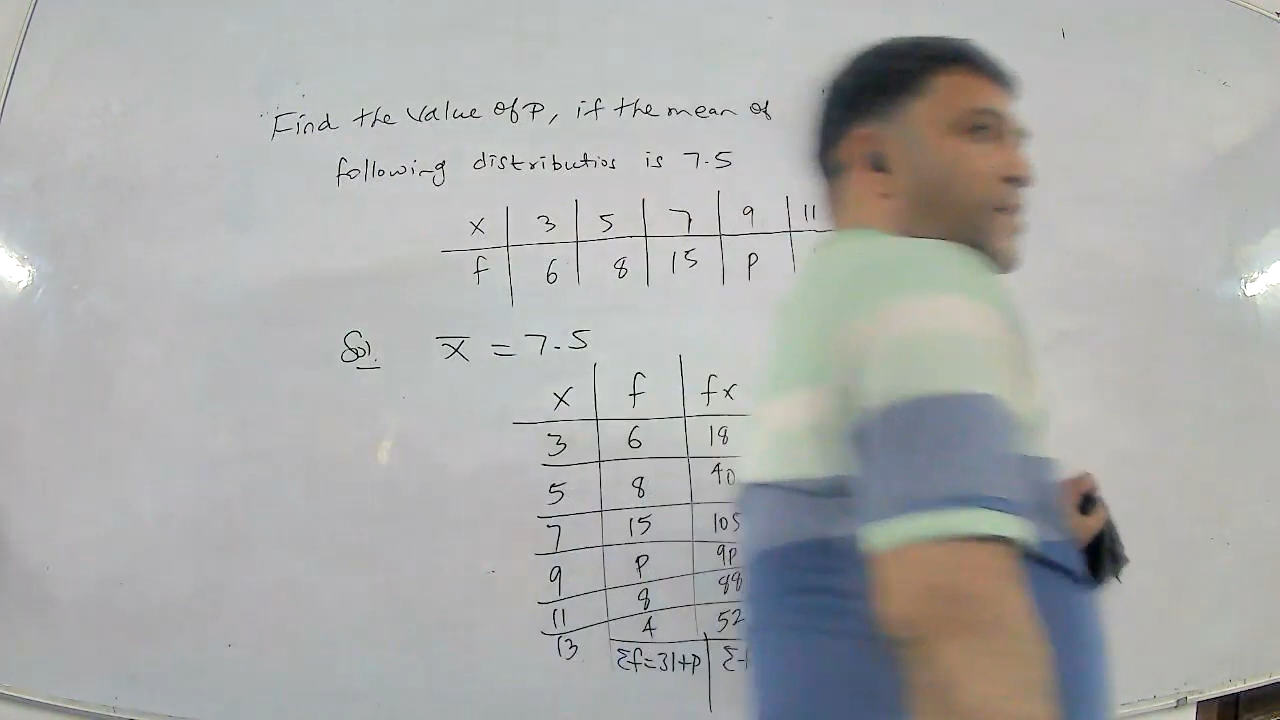 Find the value of P, if the mean of
following distributios is 7.5
x 3 5 7 9 11
f 6 8 15 P
Sol. x̅ = 7.5
x f fx
3 6 18
5 8 40
7 15 105
9 P 9P
11 8 88
13 4 52
Σf=31+P Σ